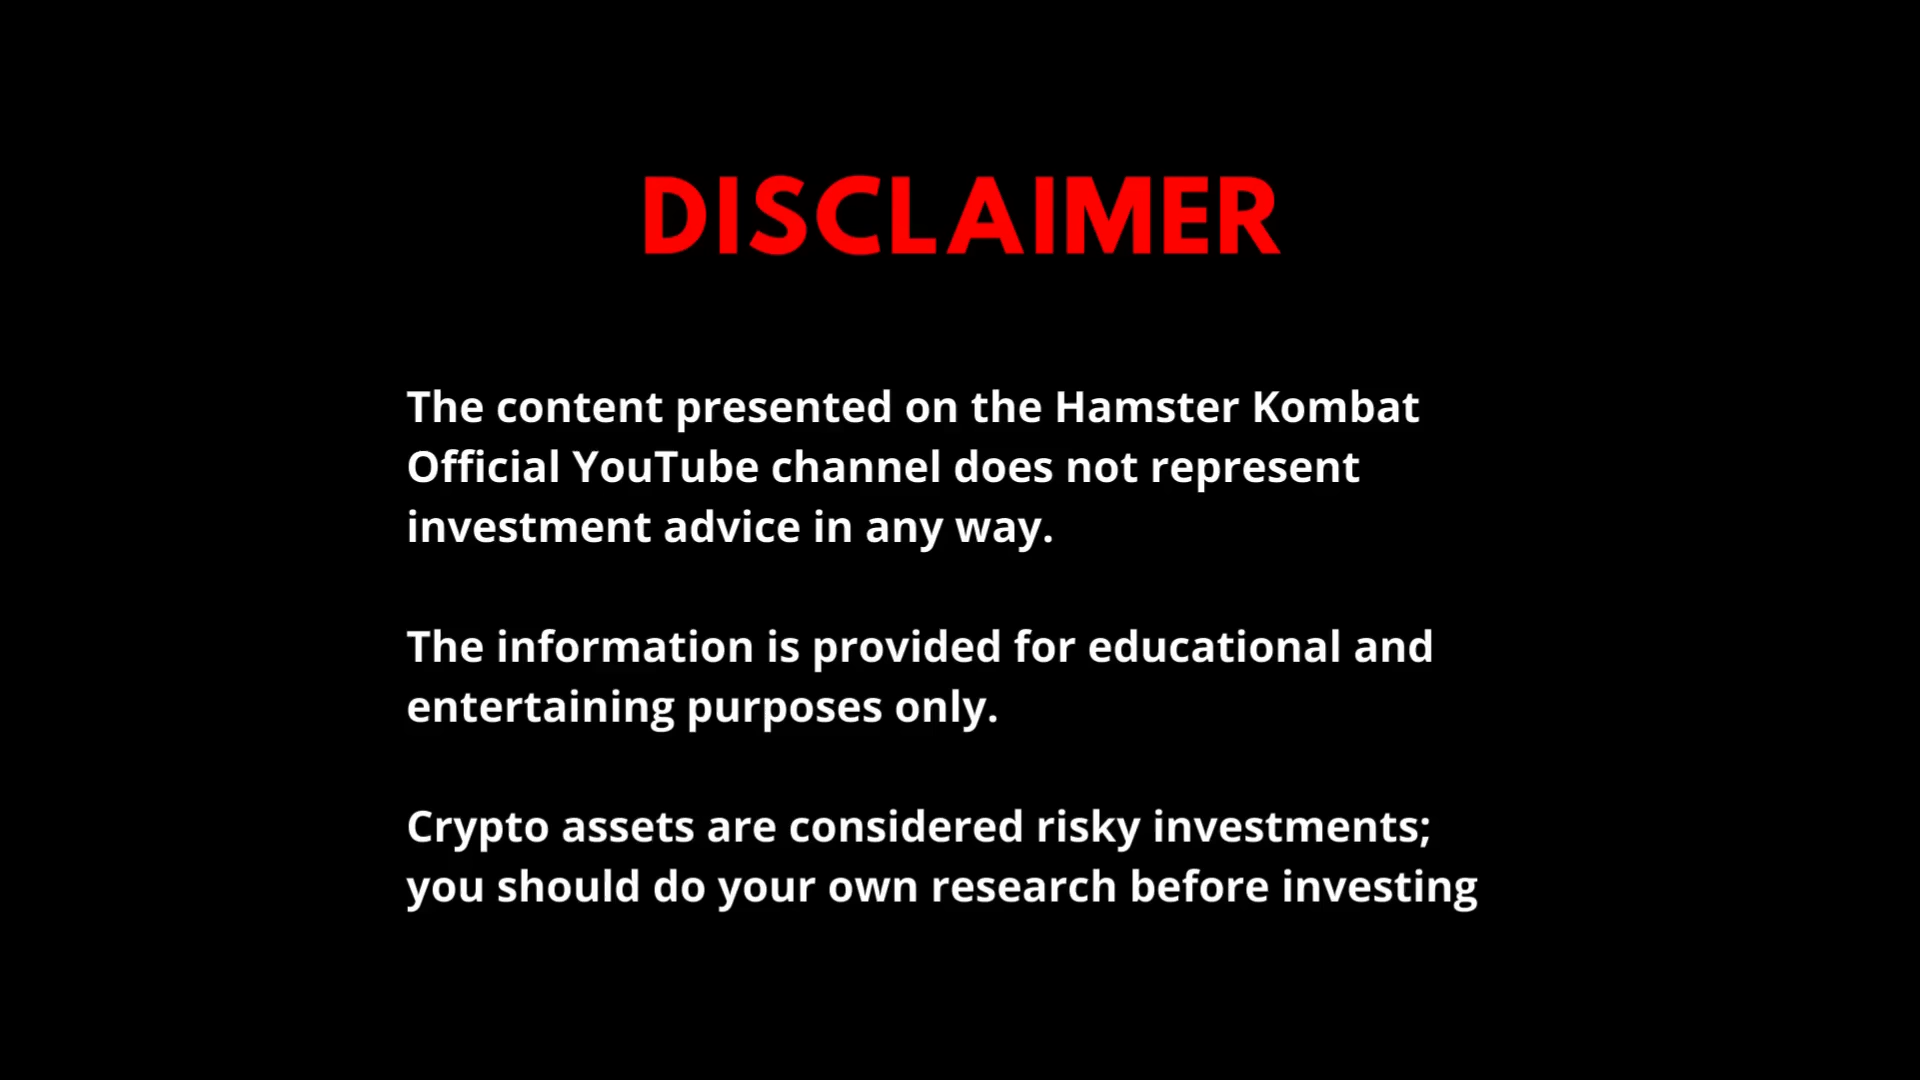 DISCLAIMER
The content presented on the Hamster Kombat
Official YouTube channel does not represent
investment advice in any way.
The information is provided for educational and
entertaining purposes only.
Crypto assets are considered risky investments;
you should do your own research before investing